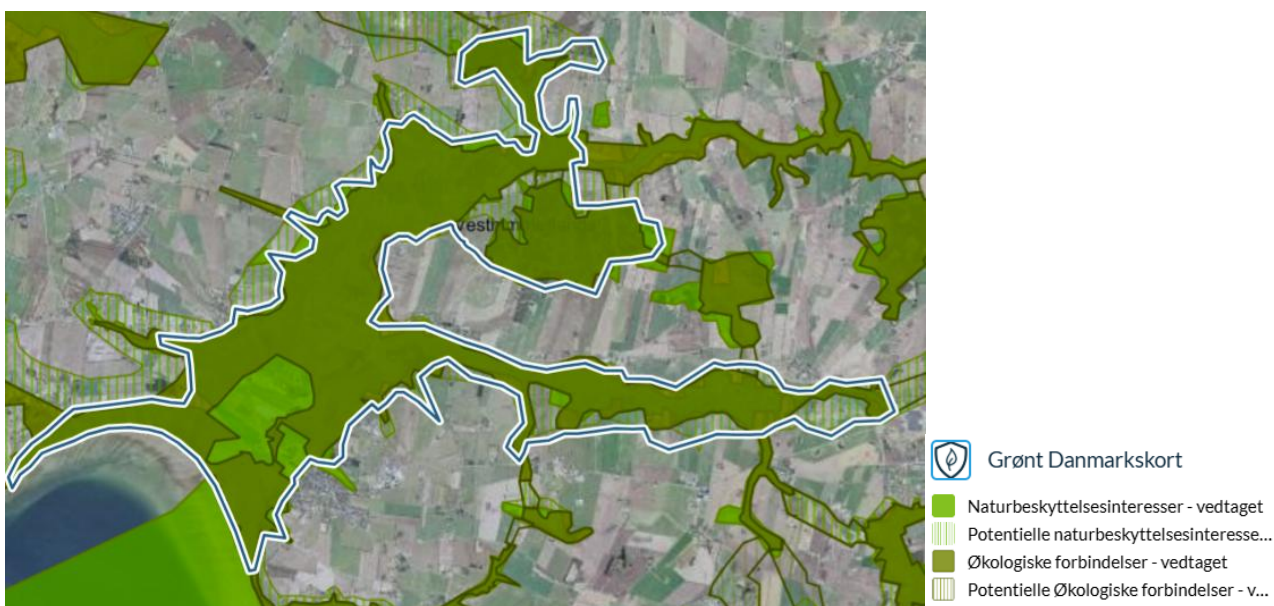 Grønt Danmarkskort
Naturbeskyttelsesinteresser - vedtaget
Potentielle naturbeskyttelsesinteresse...
Økologiske forbindelser - vedtaget
Potentielle Økologiske forbindelser - v...